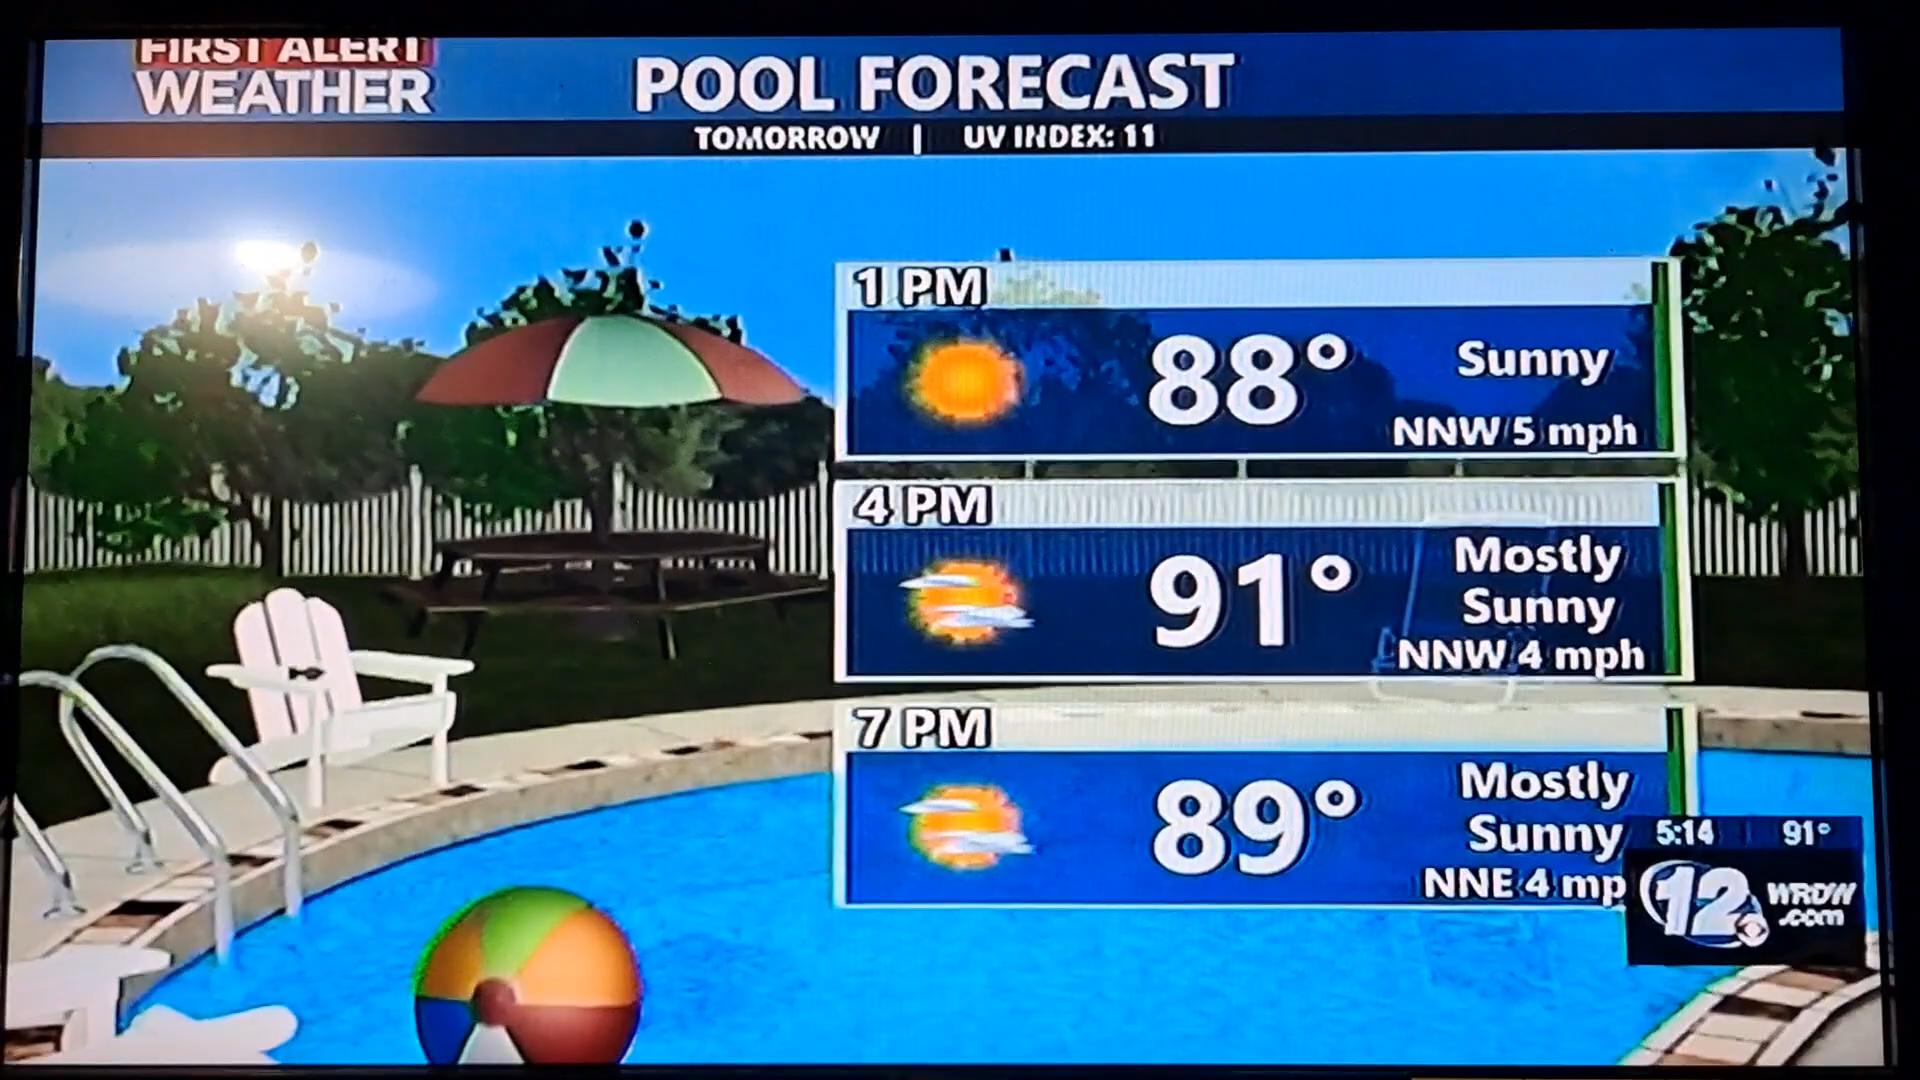 FIRST ALERT
WEATHER
POOL FORECAST
TOMORROW | UV INDEX: 11
1 PM
88° Sunny
NNW 5 mph
4 PM
91° Mostly
Sunny
NNW 4 mph
7 PM
89° Mostly
Sunny
NNE 4 mp
5:14 91°
12 WRDW
.com